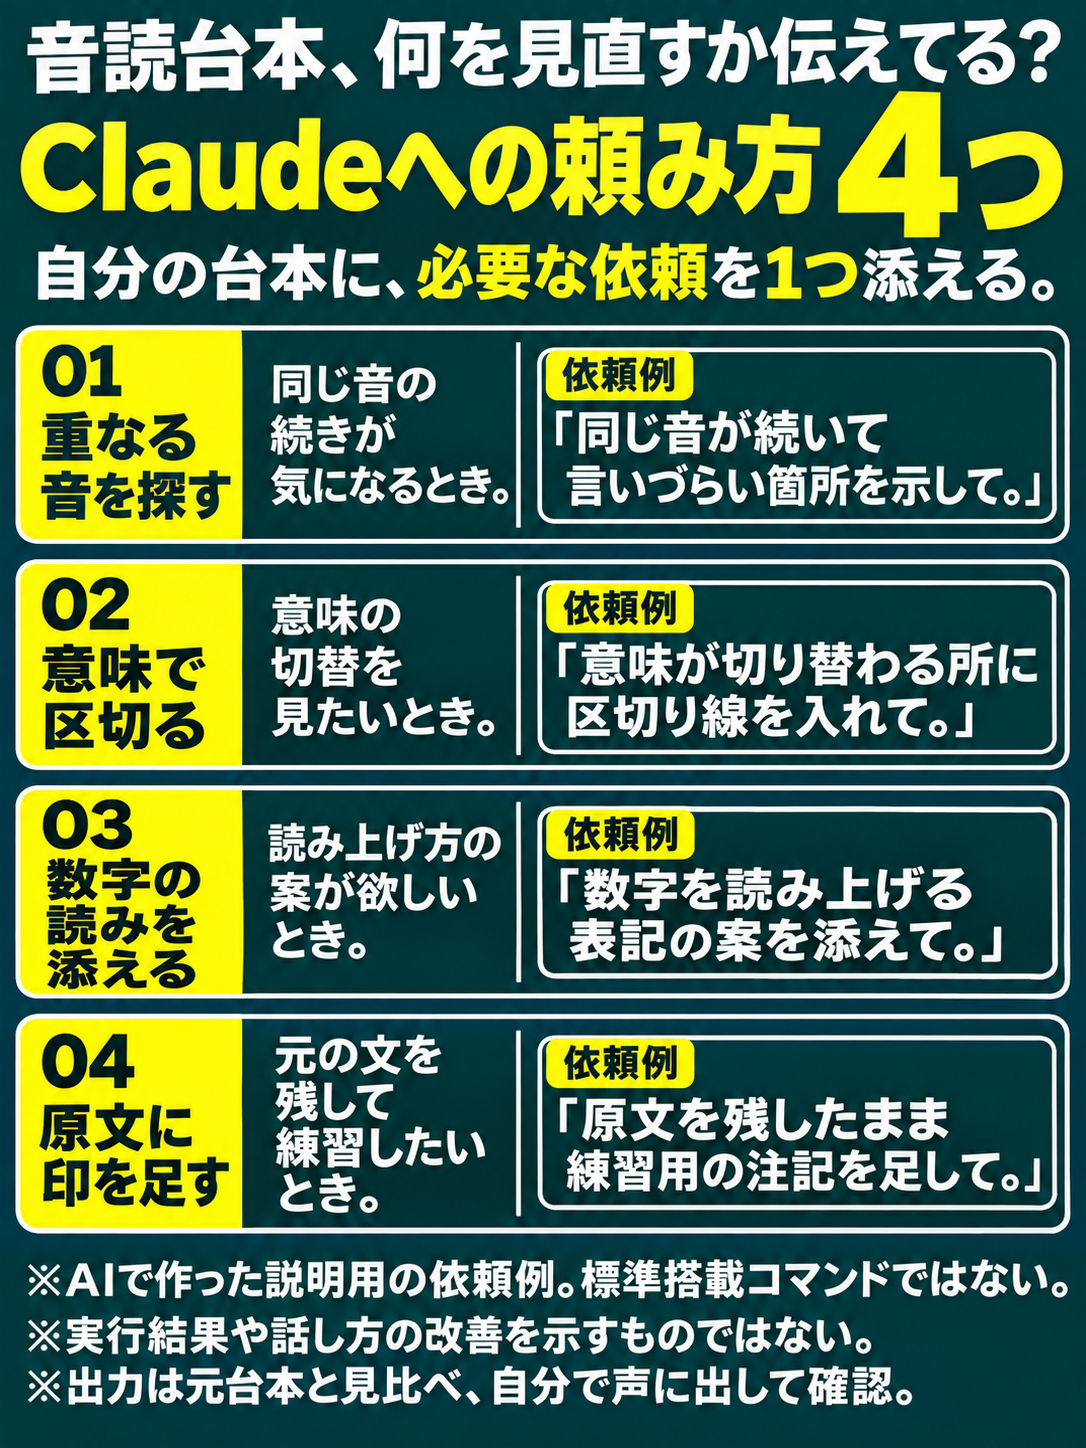 音読台本、何を見直すか伝えてる?
Claudeへの頼み方4つ
自分の台本に、必要な依頼を1つ添える。
01
重なる
音を探す
同じ音の
続きが
気になるとき。
依頼例
「同じ音が続いて
言いづらい箇所を示して。」
02
意味で
区切る
意味の
切替を
見たいとき。
依頼例
「意味が切り替わる所に
区切り線を入れて。」
03
数字の
読みを
添える
読み上げ方の
案が欲しい
とき。
依頼例
「数字を読み上げる
表記の案を添えて。」
04
原文に
印を足す
元の文を
残して
練習したい
とき。
依頼例
「原文を残したまま
練習用の注記を足して。」
※AIで作った説明用の依頼例。標準搭載コマンドではない。
※実行結果や話し方の改善を示すものではない。
※出力は元台本と見比べ、自分で声に出して確認。